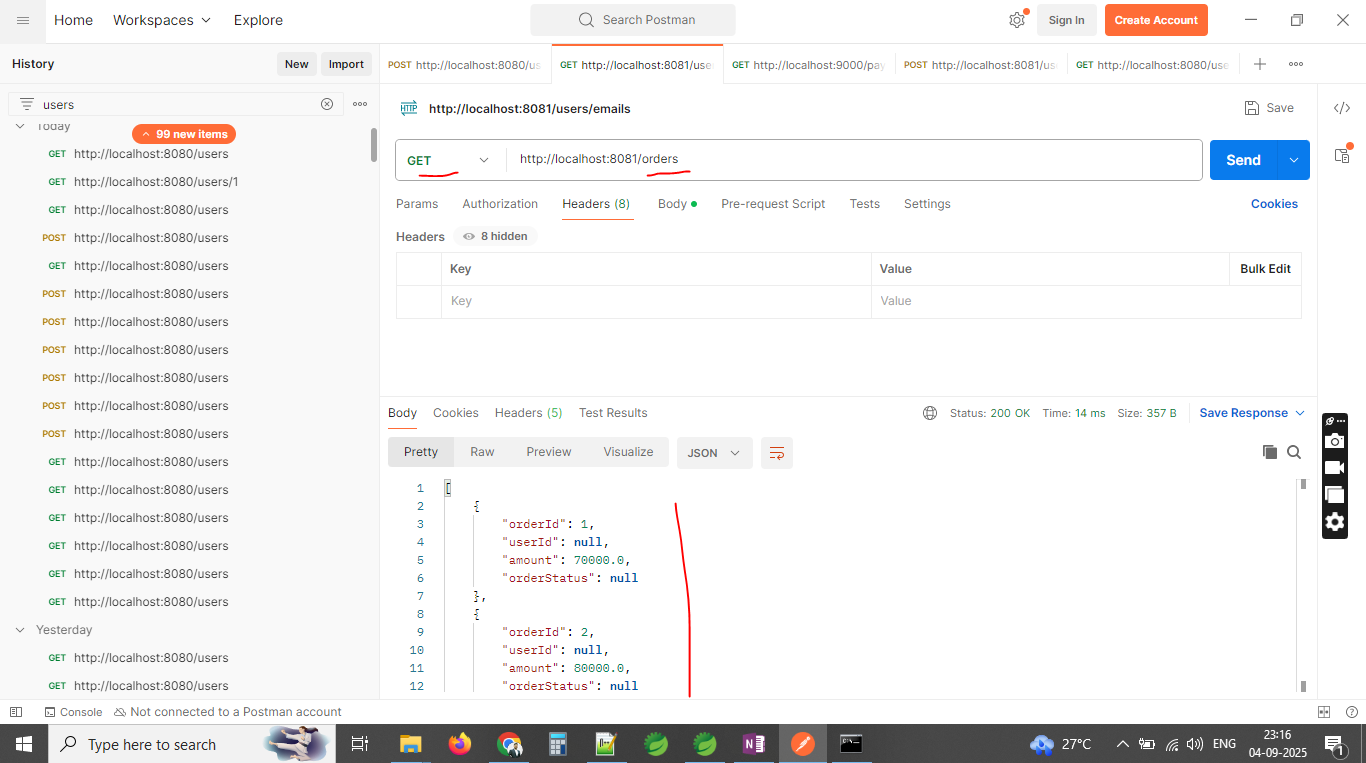 Home Workspaces Explore Search Postman Sign In Create Account
History New Import
POST http://localhost:8080/us GET http://localhost:8081/use GET http://localhost:9000/pay POST http://localhost:8081/us GET http://localhost:8080/use
users
http://localhost:8081/users/emails Save
Today
99 new items
GET http://localhost:8080/users
GET http://localhost:8080/users/1
GET http://localhost:8080/users
POST http://localhost:8080/users
GET http://localhost:8080/users
POST http://localhost:8080/users
POST http://localhost:8080/users
POST http://localhost:8080/users
POST http://localhost:8080/users
POST http://localhost:8080/users
POST http://localhost:8080/users
GET http://localhost:8080/users
GET http://localhost:8080/users
GET http://localhost:8080/users
GET http://localhost:8080/users
GET http://localhost:8080/users
GET http://localhost:8080/users
Yesterday
GET http://localhost:8080/users
GET http://localhost:8080/users
GET http://localhost:8081/orders Send
Params Authorization Headers (8) Body Pre-request Script Tests Settings Cookies
Headers 8 hidden
Key Value Bulk Edit
Key Value
Body Cookies Headers (5) Test Results Status: 200 OK Time: 14 ms Size: 357 B Save Response
Pretty Raw Preview Visualize JSON
1 [
2 {
3 "orderId": 1,
4 "userId": null,
5 "amount": 70000.0,
6 "orderStatus": null
7 },
8 {
9 "orderId": 2,
10 "userId": null,
11 "amount": 80000.0,
12 "orderStatus": null
Console Not connected to a Postman account
Type here to search 27°C ENG 23:16
04-09-2025 1